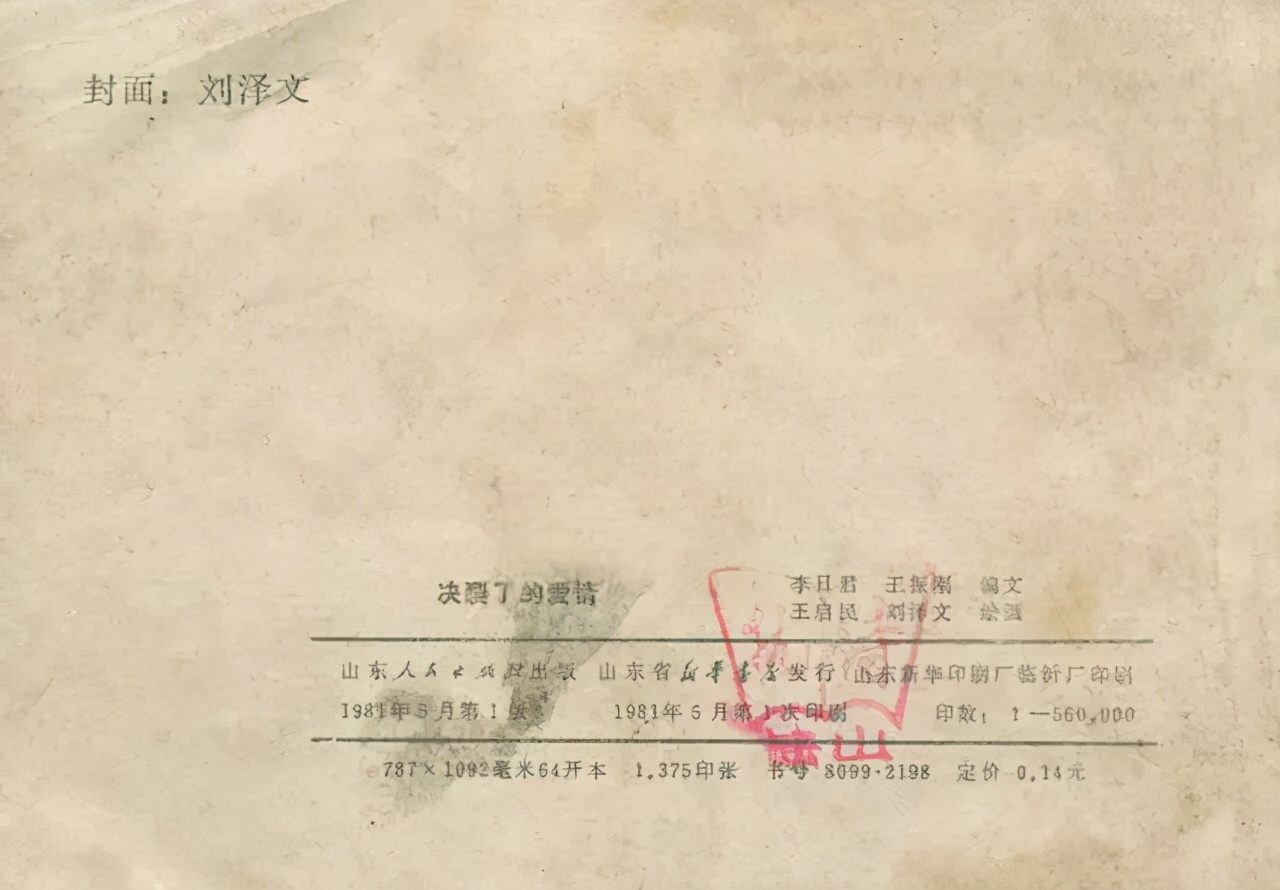 封面：刘泽文
决裂了的爱情
李日君 王振刚 编文
王启民 刘泽文 绘画
山东人民出版社出版 山东省新华书店发行 山东新华印刷厂临沂厂印刷
1981年5月第1版 1981年5月第1次印刷 印数：1—560,000
787×1092毫米64开本 1.375印张 书号 8099·2198 定价 0.14元
山